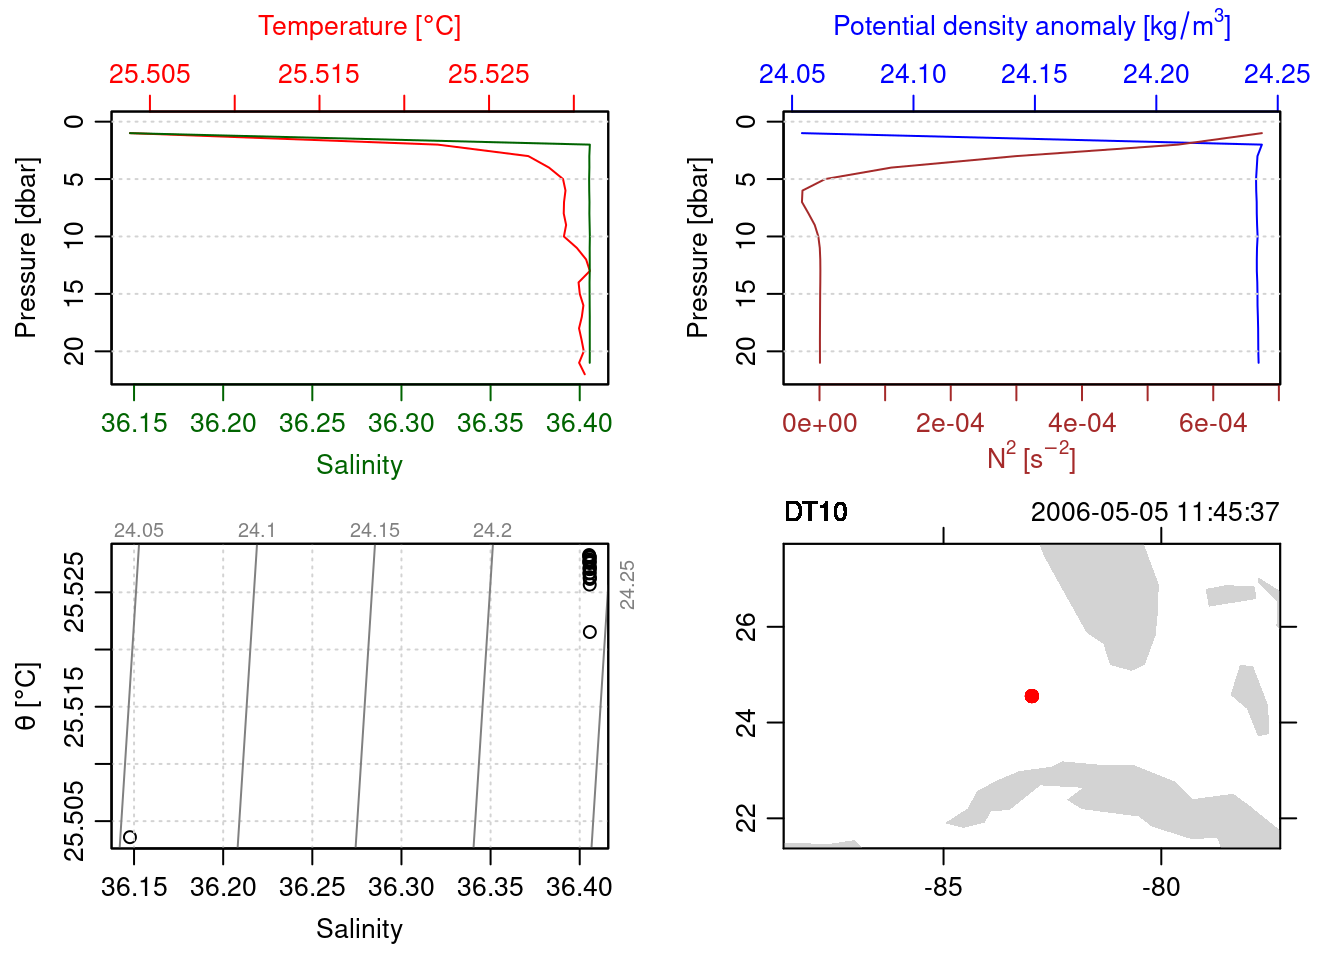 Temperature [°C]
25.505 25.515 25.525
0 5 10 15 20
Pressure [dbar]
36.15 36.20 36.25 36.30 36.35 36.40
Salinity
Potential density anomaly [kg/m³]
24.05 24.10 24.15 24.20 24.25
0 5 10 15 20
Pressure [dbar]
0e+00 2e-04 4e-04 6e-04
N² [s⁻²]
24.05 24.1 24.15 24.2
24.25
25.505 25.515 25.525
θ [°C]
36.15 36.20 36.25 36.30 36.35 36.40
Salinity
DT10 2006-05-05 11:45:37
26
24
22
-85 -80